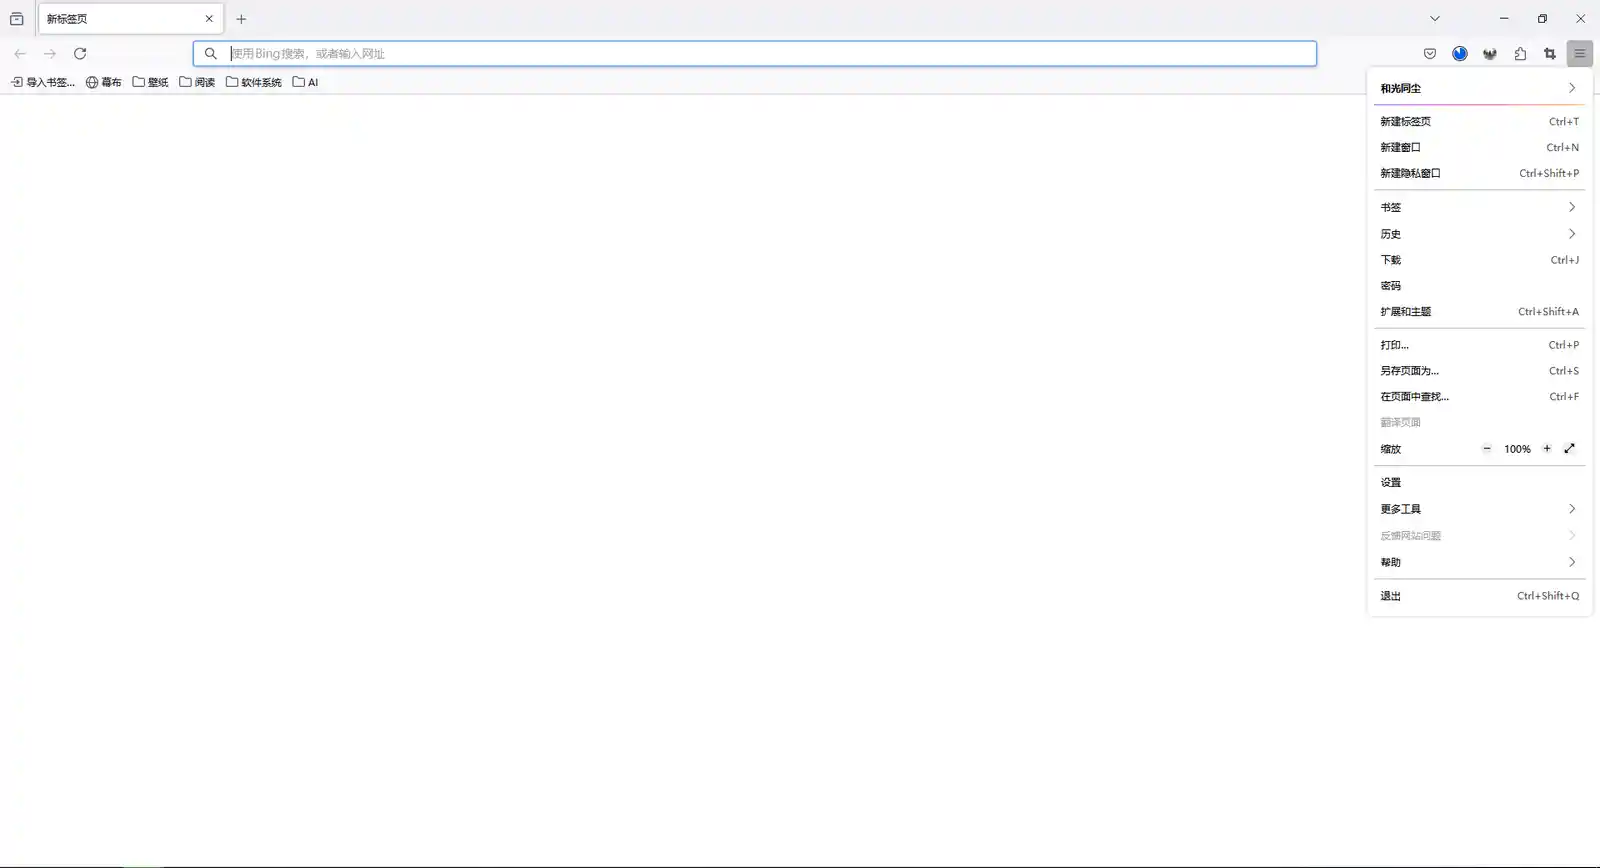 新标签页
使用Bing搜索，或者输入网址
导入书签... 幕布 壁纸 阅读 软件系统 AI
和光同尘
新建标签页 Ctrl+T
新建窗口 Ctrl+N
新建隐私窗口 Ctrl+Shift+P
书签
历史
下载 Ctrl+J
密码
扩展和主题 Ctrl+Shift+A
打印... Ctrl+P
另存页面为... Ctrl+S
在页面中查找... Ctrl+F
翻译页面
缩放 − 100% +
设置
更多工具
反馈网站问题
帮助
退出 Ctrl+Shift+Q